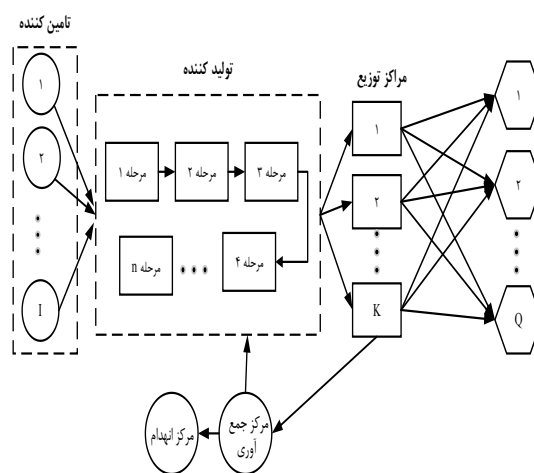 تامین کننده
تولید کننده
مراکز توزیع
۱
۲
I
مرحله ۱
مرحله ۲
مرحله ۳
مرحله ۴
مرحله n
۱
۲
K
۱
۲
Q
مرکز جمع
آوری
مرکز انهدام